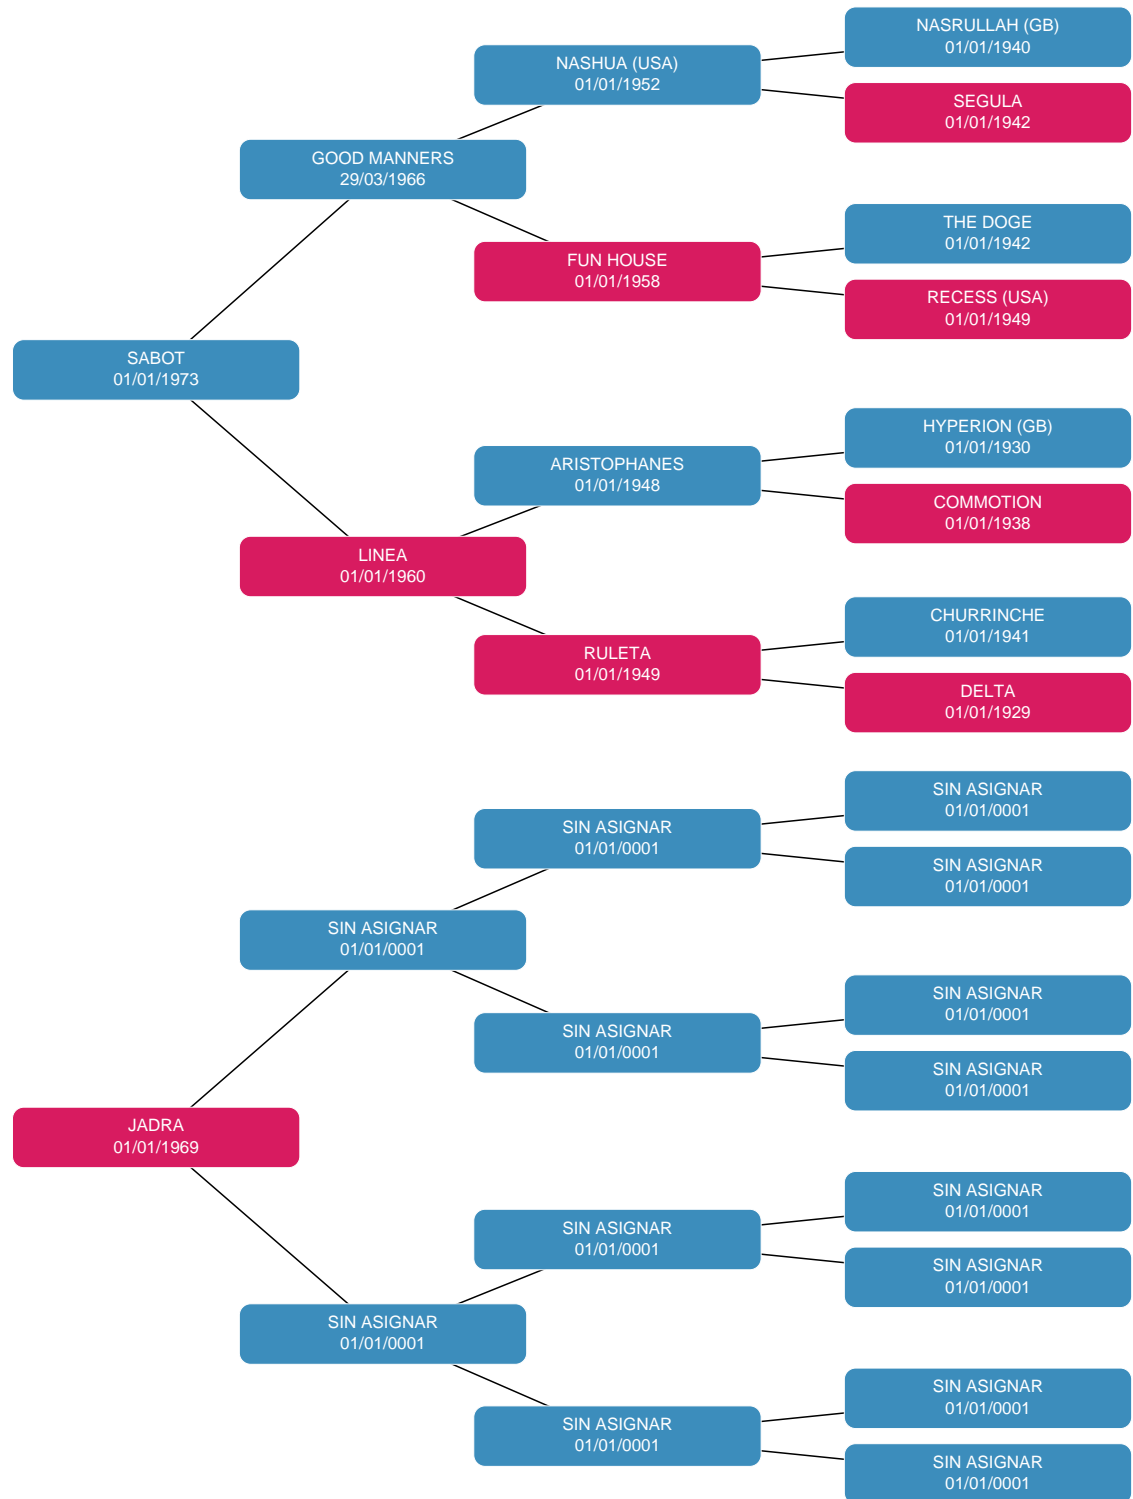 NASRULLAH (GB)
01/01/1940
NASHUA (USA)
01/01/1952
SEGULA
01/01/1942
GOOD MANNERS
29/03/1966
THE DOGE
01/01/1942
FUN HOUSE
01/01/1958
RECESS (USA)
01/01/1949
SABOT
01/01/1973
HYPERION (GB)
01/01/1930
ARISTOPHANES
01/01/1948
COMMOTION
01/01/1938
LINEA
01/01/1960
CHURRINCHE
01/01/1941
RULETA
01/01/1949
DELTA
01/01/1929
SIN ASIGNAR
01/01/0001
SIN ASIGNAR
01/01/0001
SIN ASIGNAR
01/01/0001
SIN ASIGNAR
01/01/0001
SIN ASIGNAR
01/01/0001
SIN ASIGNAR
01/01/0001
SIN ASIGNAR
01/01/0001
JADRA
01/01/1969
SIN ASIGNAR
01/01/0001
SIN ASIGNAR
01/01/0001
SIN ASIGNAR
01/01/0001
SIN ASIGNAR
01/01/0001
SIN ASIGNAR
01/01/0001
SIN ASIGNAR
01/01/0001
SIN ASIGNAR
01/01/0001